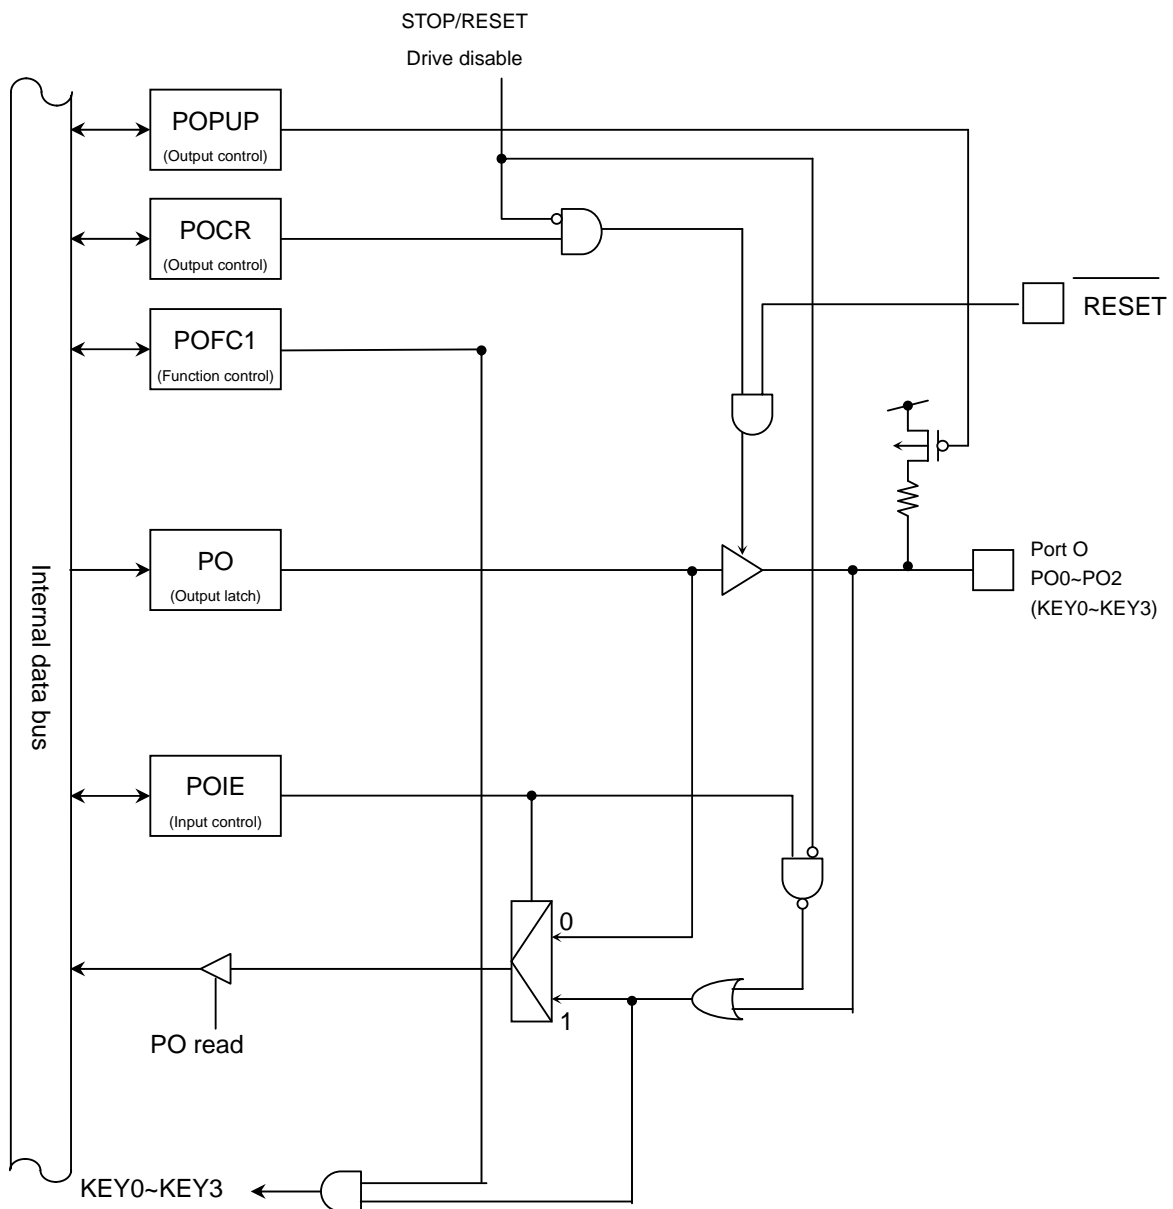 STOP/RESET
Drive disable
POPUP
(Output control)
POCR
(Output control)
POFC1
(Function control)
RESET
PO
(Output latch)
Port O
PO0~PO2
(KEY0~KEY3)
Internal data bus
POIE
(Input control)
0
1
PO read
KEY0~KEY3